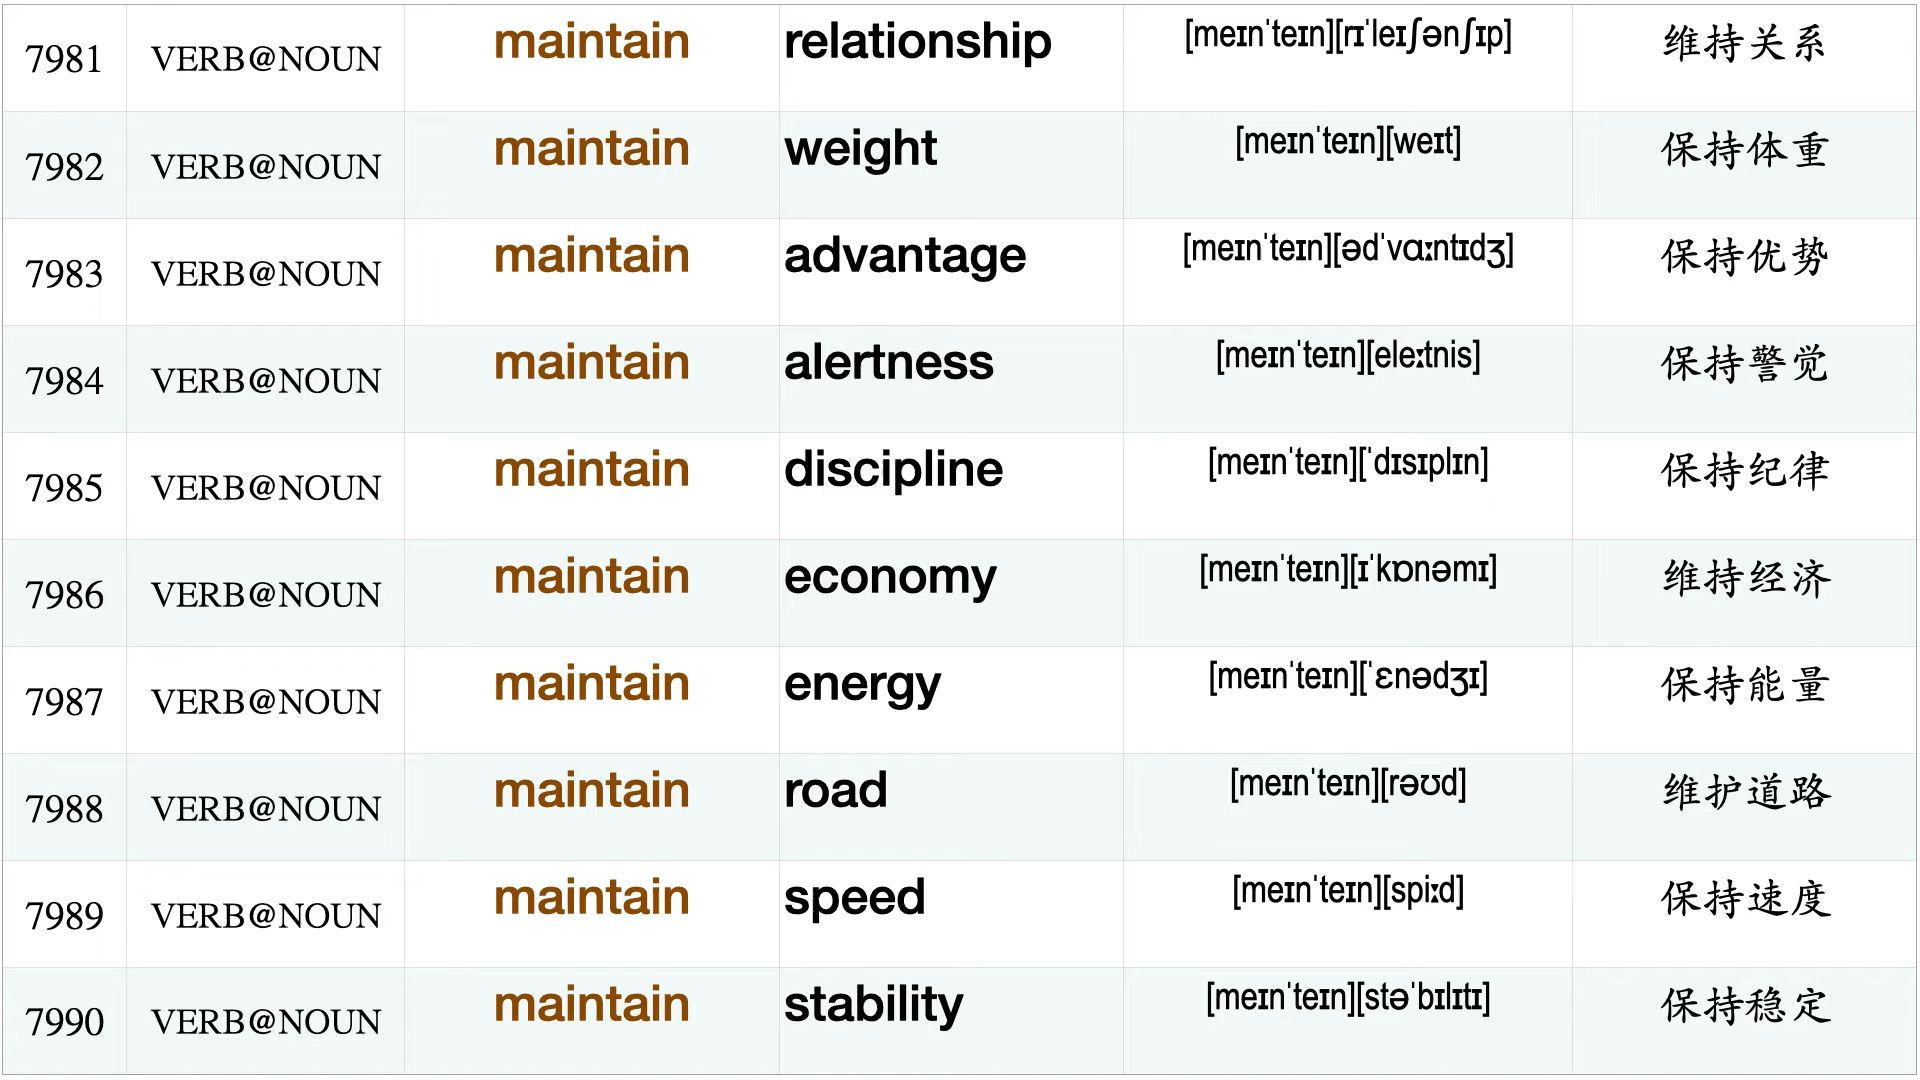 7981 VERB@NOUN maintain relationship [meɪnˈteɪn][rɪˈleɪʃənʃɪp] 维持关系
7982 VERB@NOUN maintain weight [meɪnˈteɪn][weɪt] 保持体重
7983 VERB@NOUN maintain advantage [meɪnˈteɪn][ədˈvɑːntɪdʒ] 保持优势
7984 VERB@NOUN maintain alertness [meɪnˈteɪn][eleːtnis] 保持警觉
7985 VERB@NOUN maintain discipline [meɪnˈteɪn][ˈdɪsɪplɪn] 保持纪律
7986 VERB@NOUN maintain economy [meɪnˈteɪn][ɪˈkɒnəmɪ] 维持经济
7987 VERB@NOUN maintain energy [meɪnˈteɪn][ˈɛnədʒɪ] 保持能量
7988 VERB@NOUN maintain road [meɪnˈteɪn][rəʊd] 维护道路
7989 VERB@NOUN maintain speed [meɪnˈteɪn][spiːd] 保持速度
7990 VERB@NOUN maintain stability [meɪnˈteɪn][stəˈbɪlɪtɪ] 保持稳定